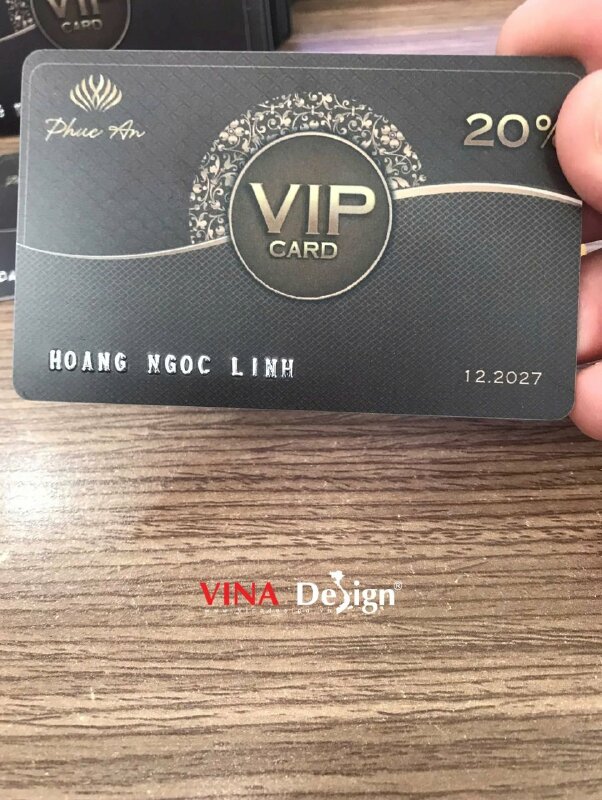 VIP
CARD
Phuc An
20%
VIP
CARD
HOANG NGOC LINH
12.2027
VINA Design®